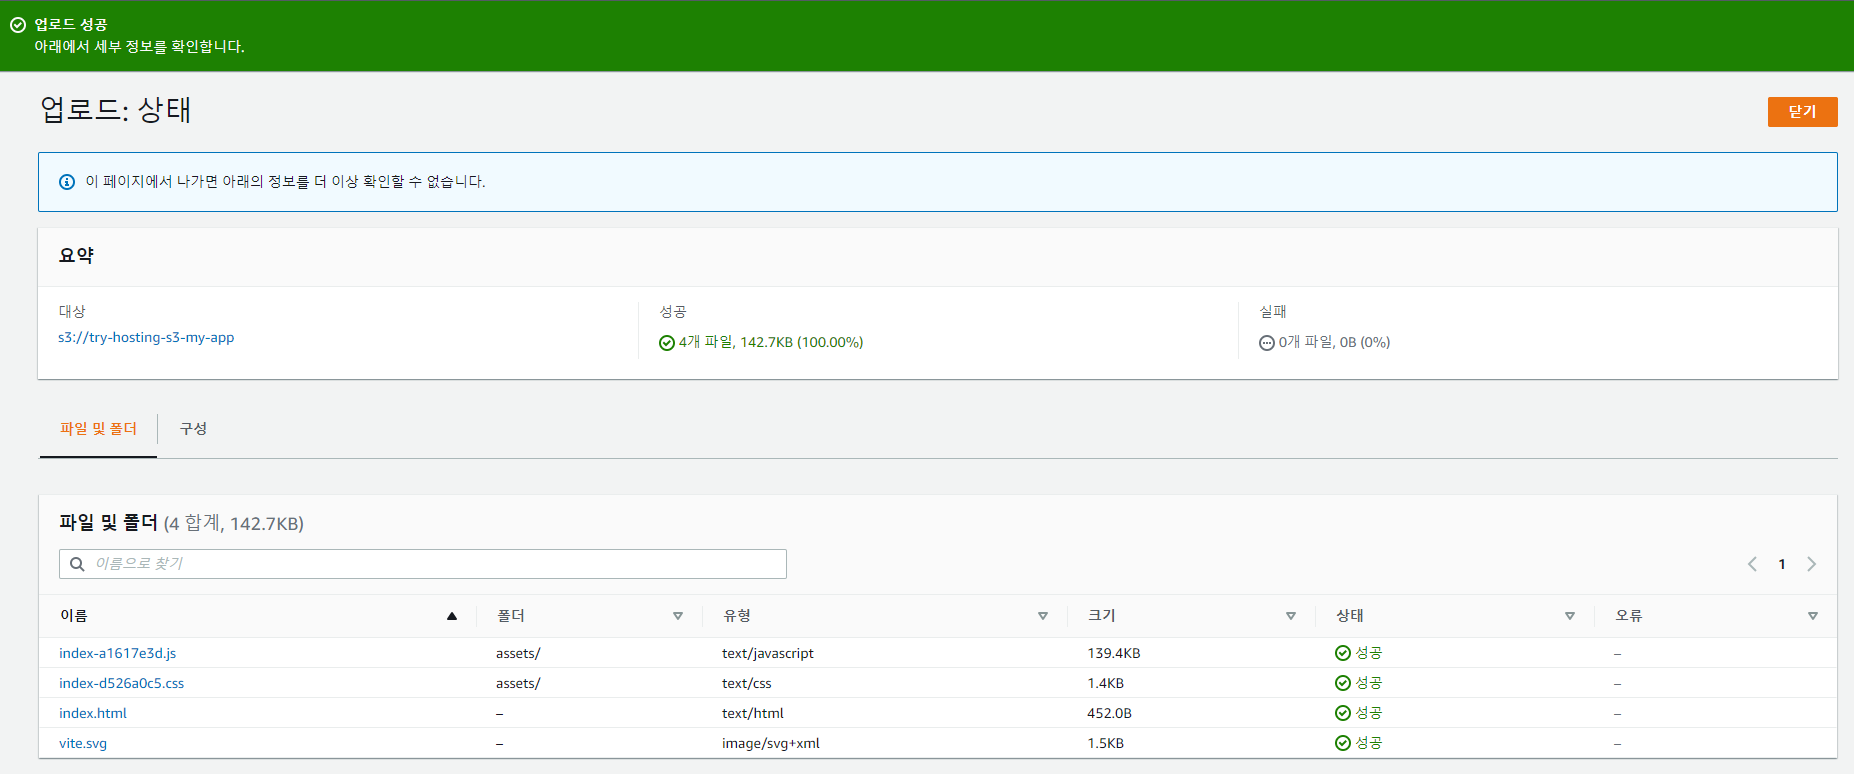 업로드 성공
아래에서 세부 정보를 확인합니다.
업로드: 상태
닫기
이 페이지에서 나가면 아래의 정보를 더 이상 확인할 수 없습니다.
요약
대상
s3://try-hosting-s3-my-app
성공
4개 파일, 142.7KB (100.00%)
실패
0개 파일, 0B (0%)
파일 및 폴더 구성
파일 및 폴더 (4 합계, 142.7KB)
이름으로 찾기
1
이름 폴더 유형 크기 상태 오류
index-a1617e3d.js assets/ text/javascript 139.4KB 성공 –
index-d526a0c5.css assets/ text/css 1.4KB 성공 –
index.html – text/html 452.0B 성공 –
vite.svg – image/svg+xml 1.5KB 성공 –